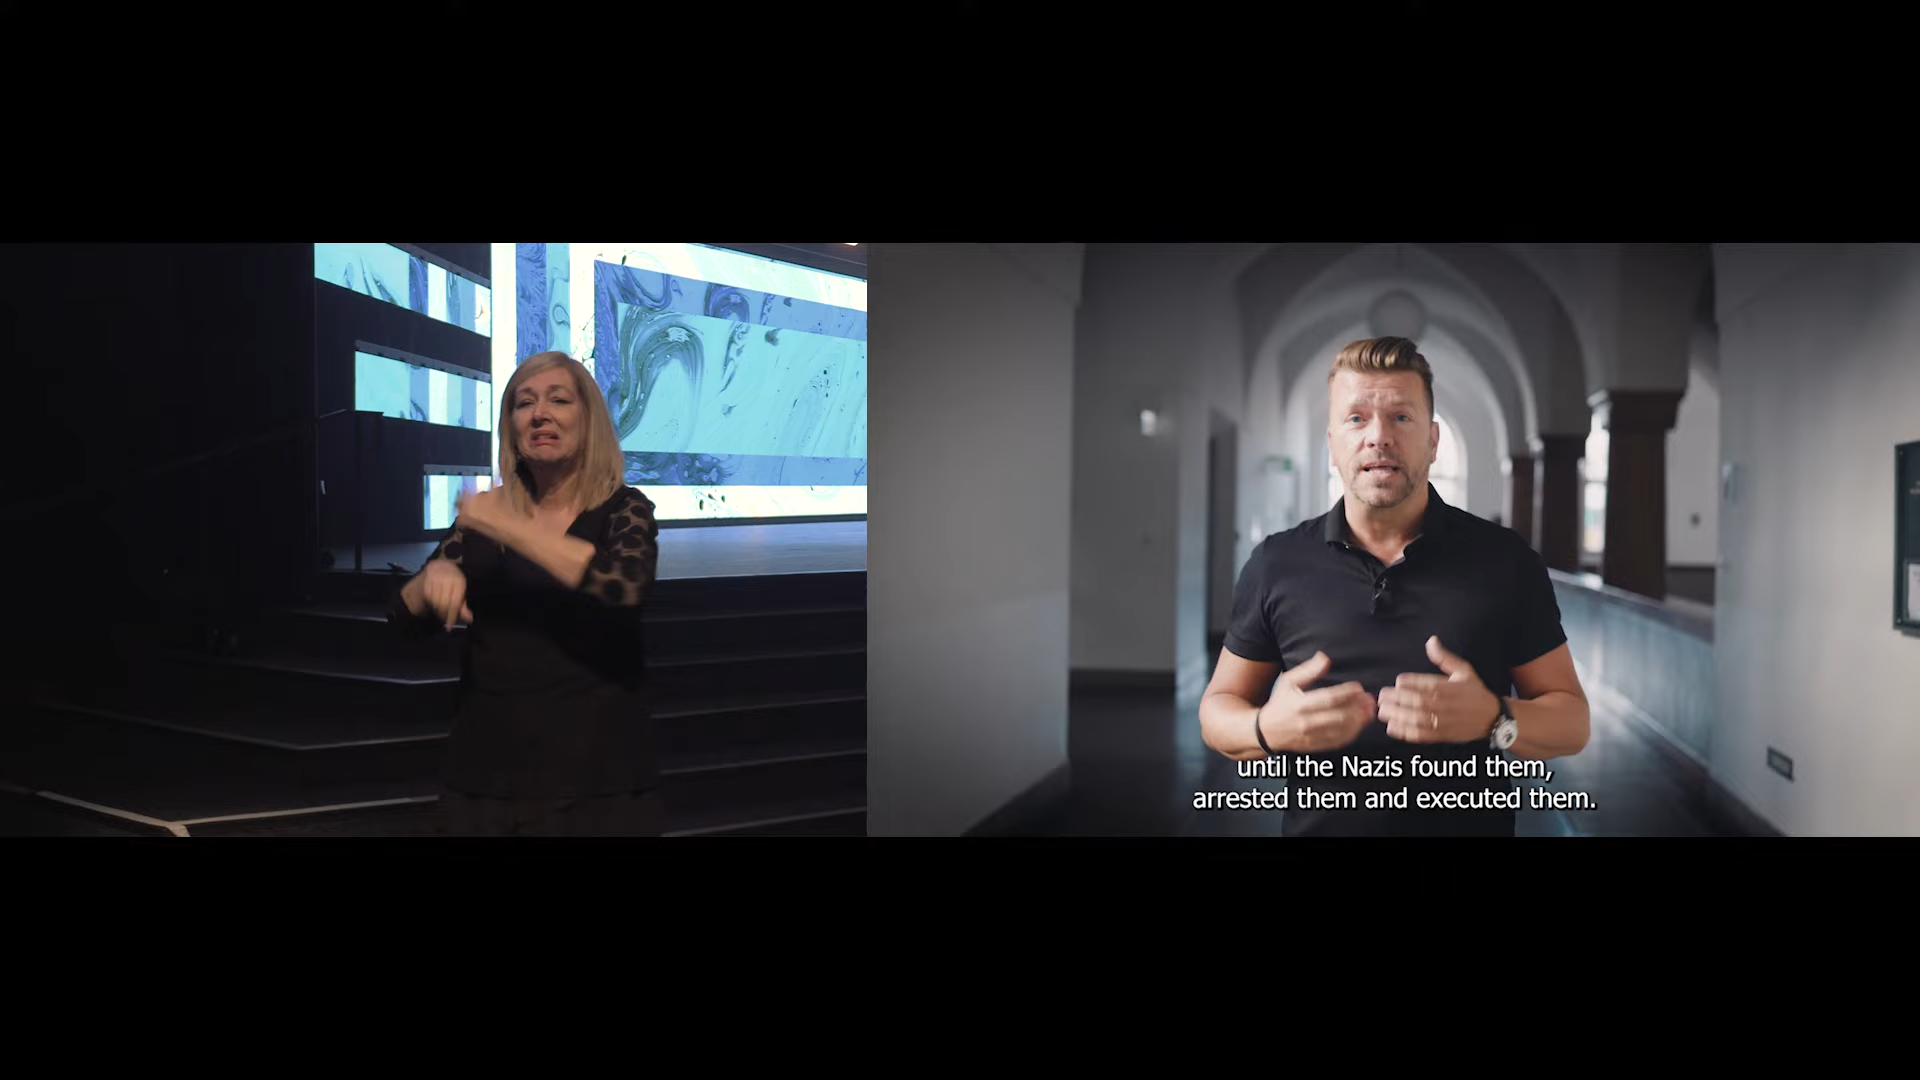 until the Nazis found them,
arrested them and executed them.